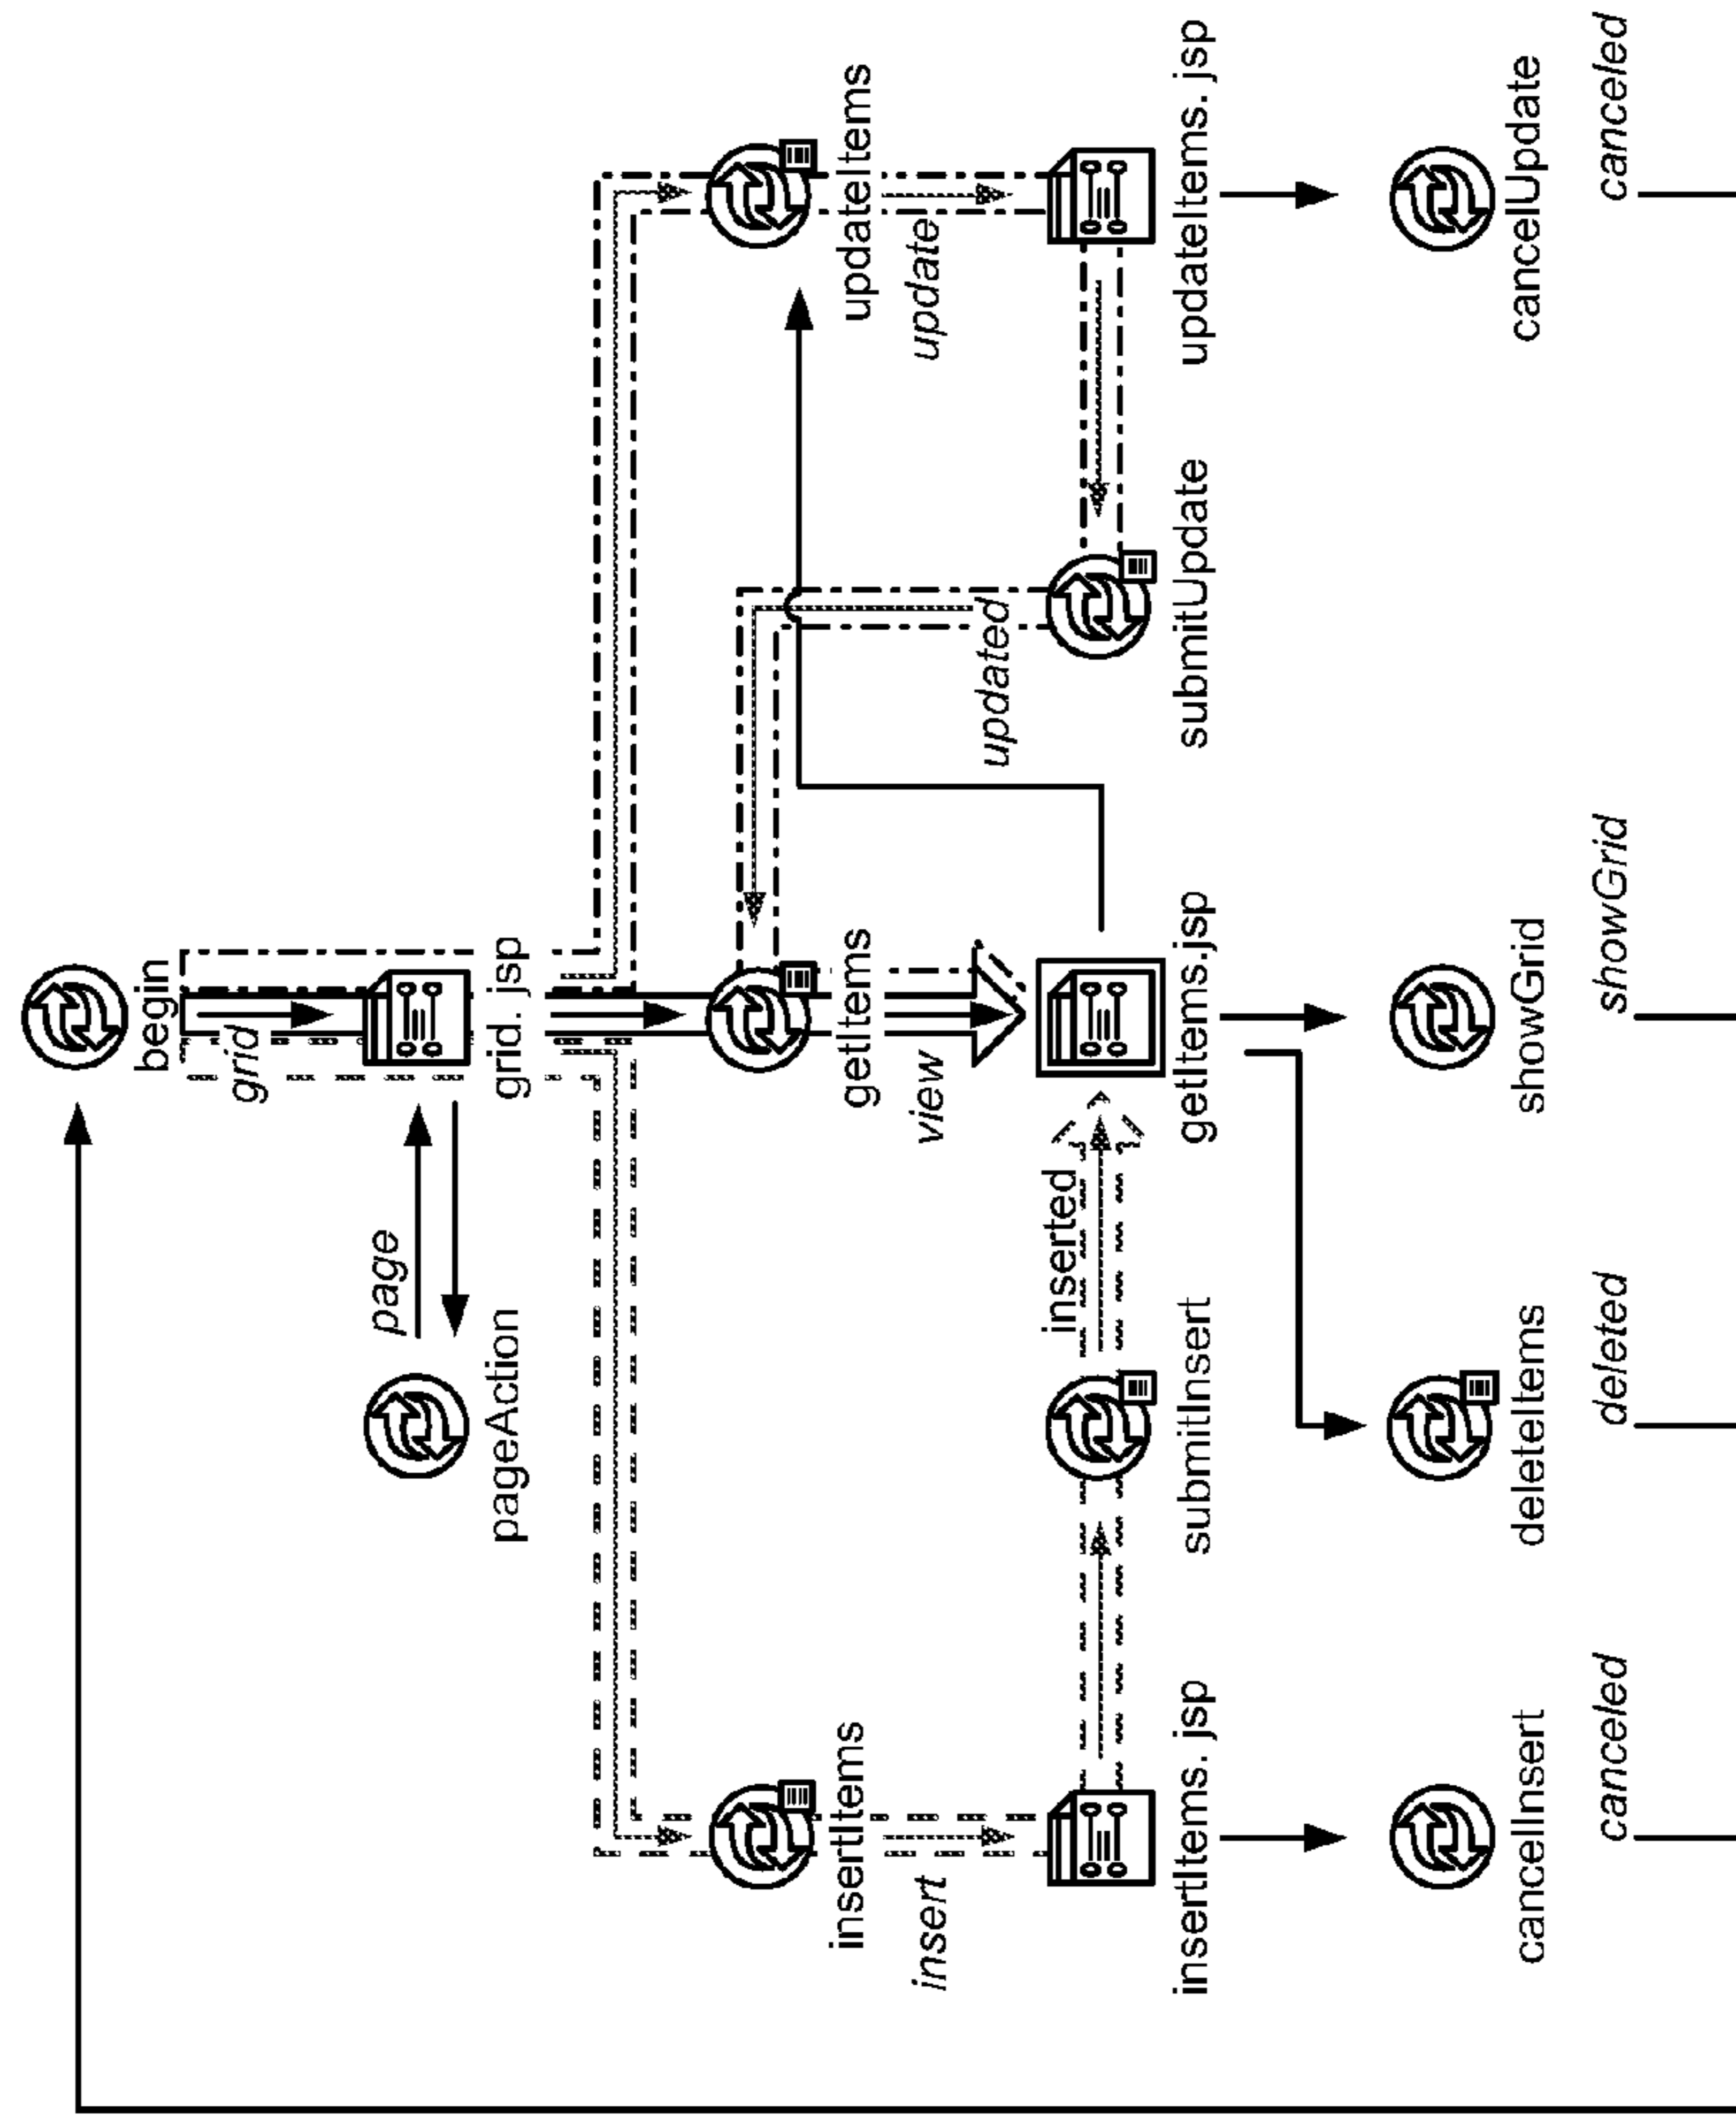 begin
grid
page
pageAction
grid. jsp
insertItems
insert
getItems
view
updateItems
update
updated
inserted
insertItems. jsp
submitInsert
getItems.jsp
submitUpdate
updateItems. jsp
cancelInsert
deleteItems
showGrid
cancelUpdate
canceled
deleted
showGrid
canceled